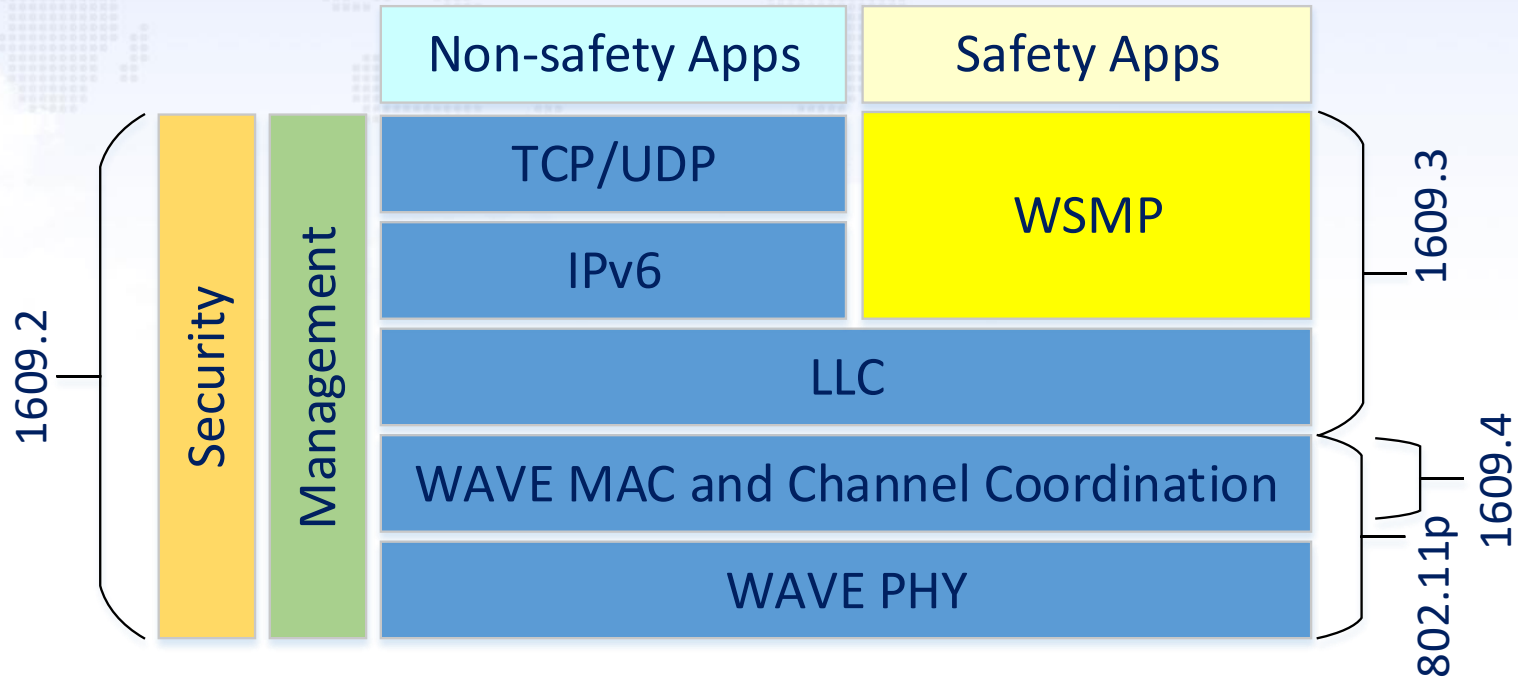 Non-safety Apps
Safety Apps
TCP/UDP
WSMP
IPv6
LLC
WAVE MAC and Channel Coordination
WAVE PHY
Security
Management
1609.2
1609.3
1609.4
802.11p